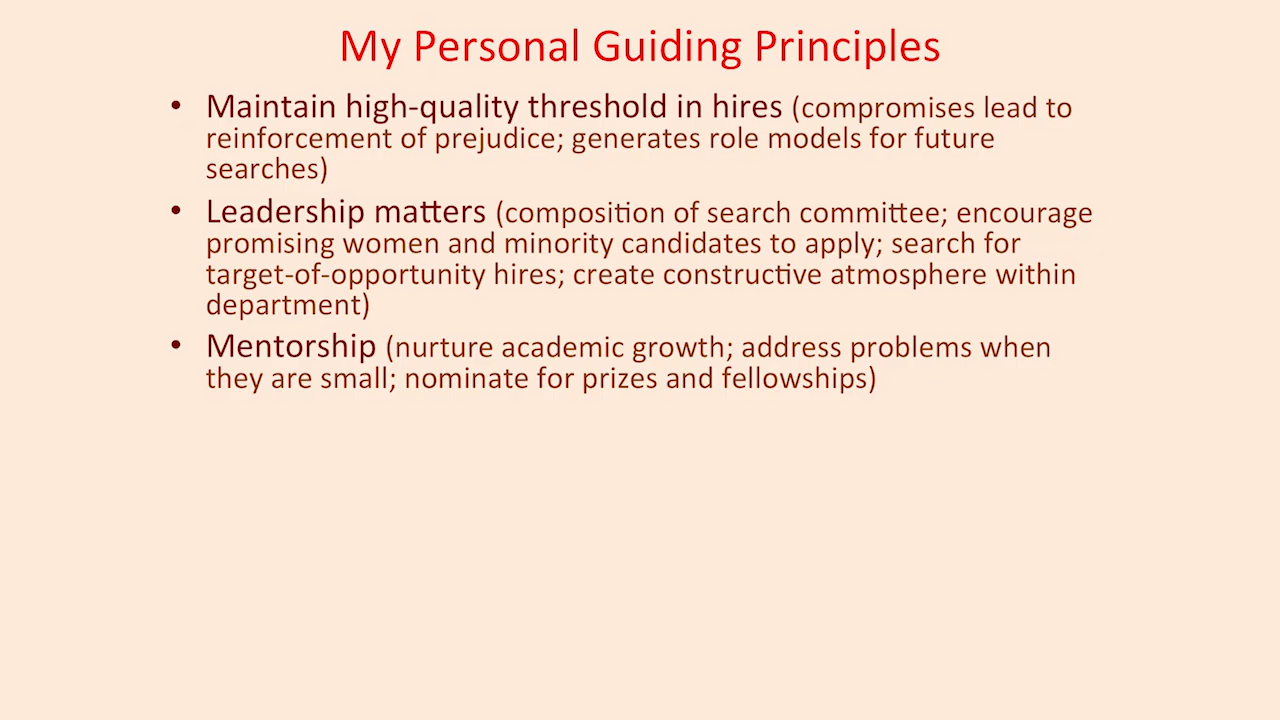 My Personal Guiding Principles
• Maintain high-quality threshold in hires (compromises lead to
reinforcement of prejudice; generates role models for future
searches)
• Leadership matters (composition of search committee; encourage
promising women and minority candidates to apply; search for
target-of-opportunity hires; create constructive atmosphere within
department)
• Mentorship (nurture academic growth; address problems when
they are small; nominate for prizes and fellowships)